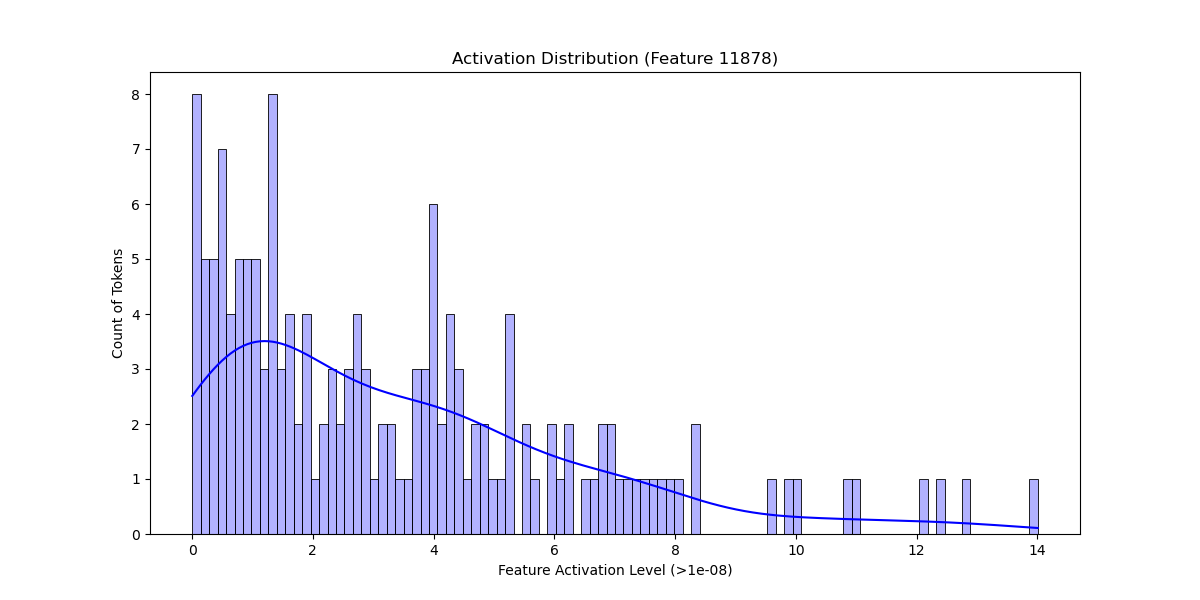 Activation Distribution (Feature 11878)
8
7
6
5
4
3
2
1
0
Count of Tokens
0 2 4 6 8 10 12 14
Feature Activation Level (>1e-08)